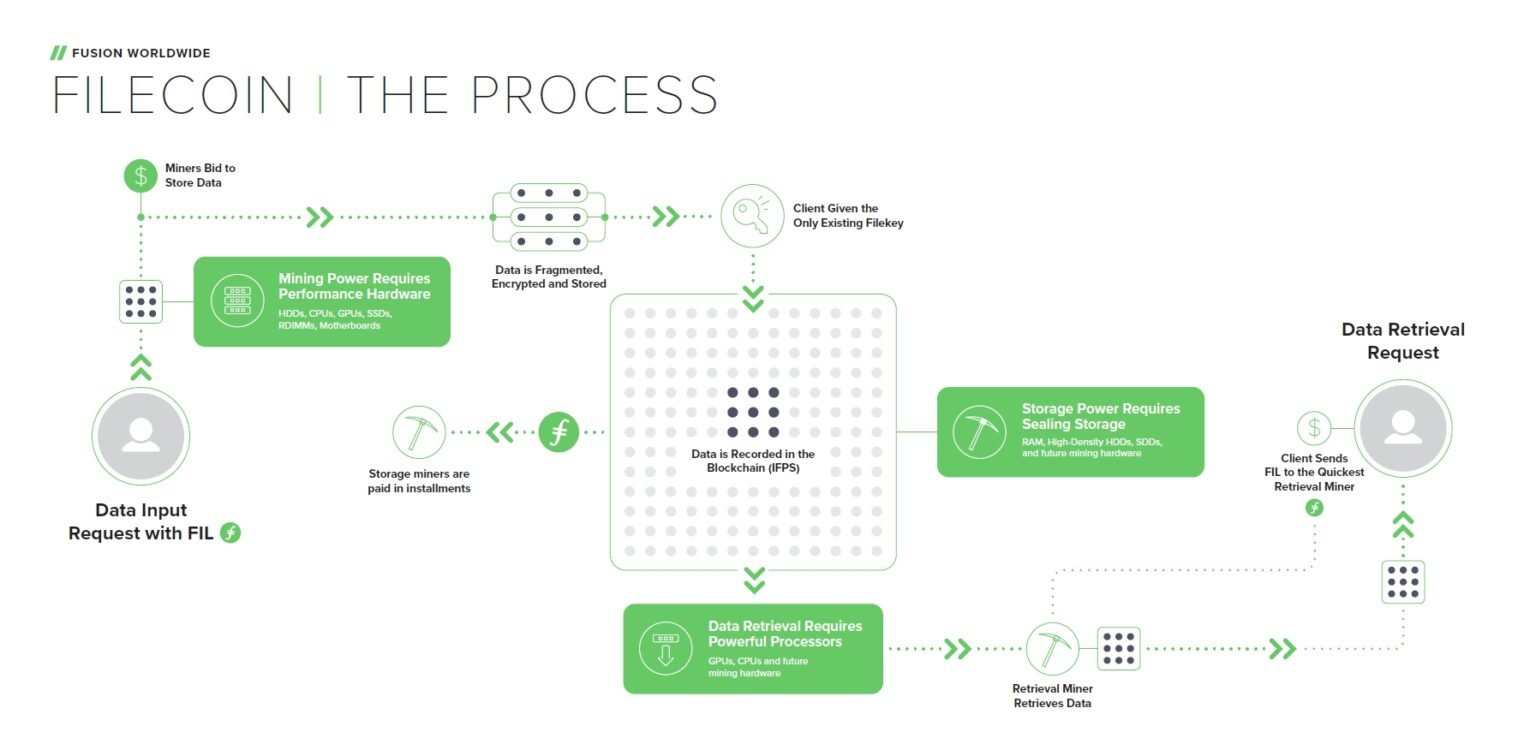 FUSION WORLDWIDE
FILECOIN | THE PROCESS
Miners Bid to
Store Data
Mining Power Requires
Performance Hardware
HDDs, CPUs, GPUs, SSDs,
RDIMMs, Motherboards
Data Input
Request with FIL
Data is Fragmented,
Encrypted and Stored
Client Given the
Only Existing Filekey
Storage miners are
paid in installments
Data is Recorded in the
Blockchain (IFPS)
Storage Power Requires
Sealing Storage
RAM, High-Density HDDs, SDDs,
and future mining hardware
Data Retrieval Requires
Powerful Processors
GPUs, CPUs and future
mining hardware
Retrieval Miner
Retrieves Data
Data Retrieval
Request
$
Client Sends
FIL to the Quickest
Retrieval Miner